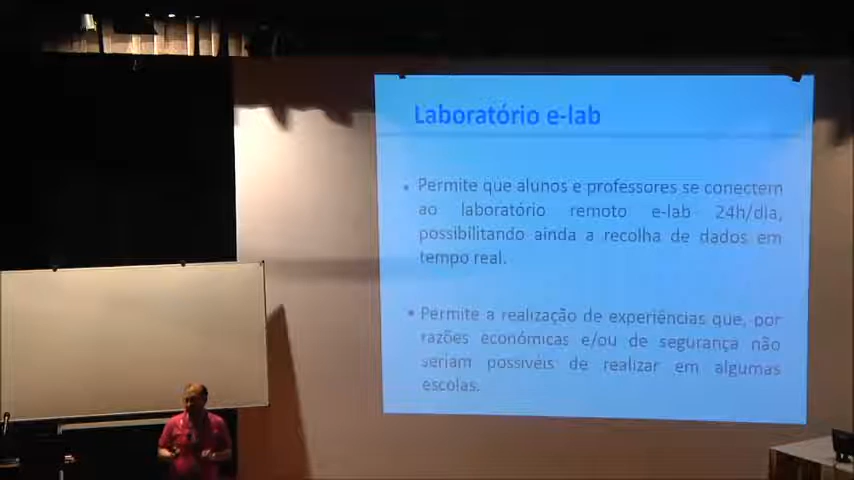 Laboratório e-lab
• Permite que alunos e professores se conectem
ao laboratório remoto e-lab 24h/dia,
possibilitando ainda a recolha de dados em
tempo real.
• Permite a realização de experiências que, por
razões económicas e/ou de segurança não
seriam possíveis de realizar em algumas
escolas.